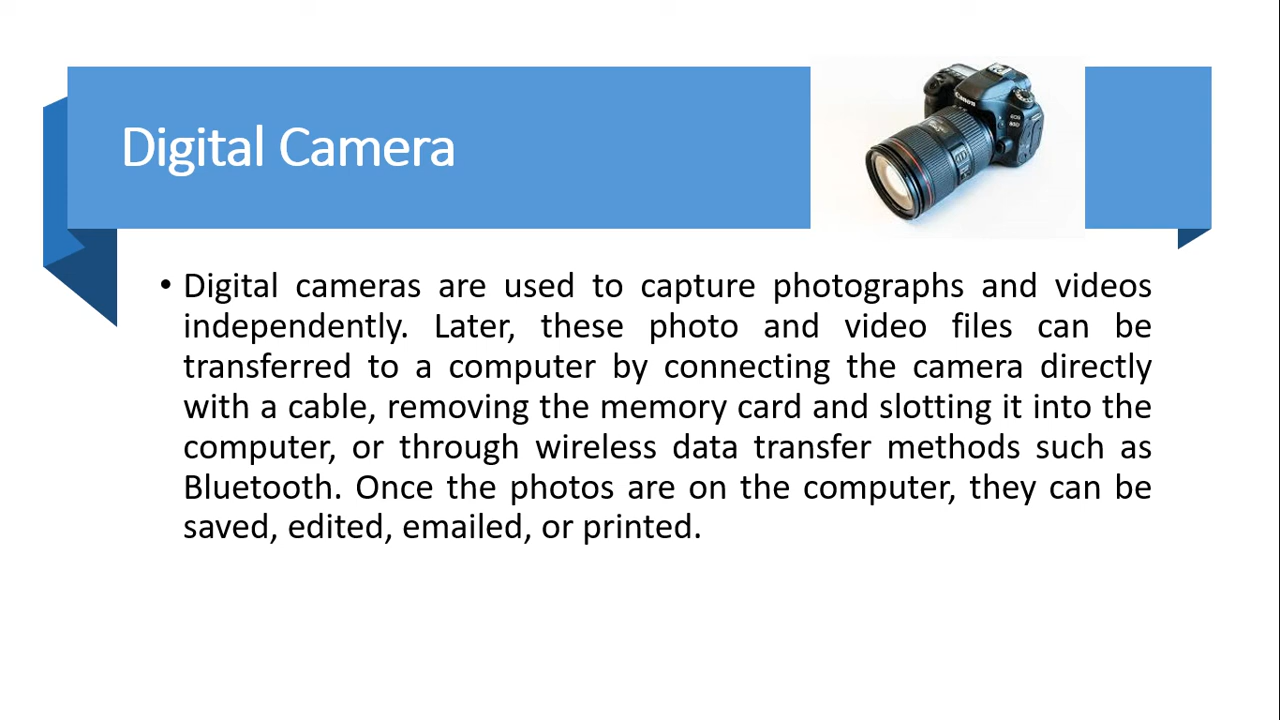 Digital Camera
Canon
EOS
80D
• Digital cameras are used to capture photographs and videos
independently. Later, these photo and video files can be
transferred to a computer by connecting the camera directly
with a cable, removing the memory card and slotting it into the
computer, or through wireless data transfer methods such as
Bluetooth. Once the photos are on the computer, they can be
saved, edited, emailed, or printed.